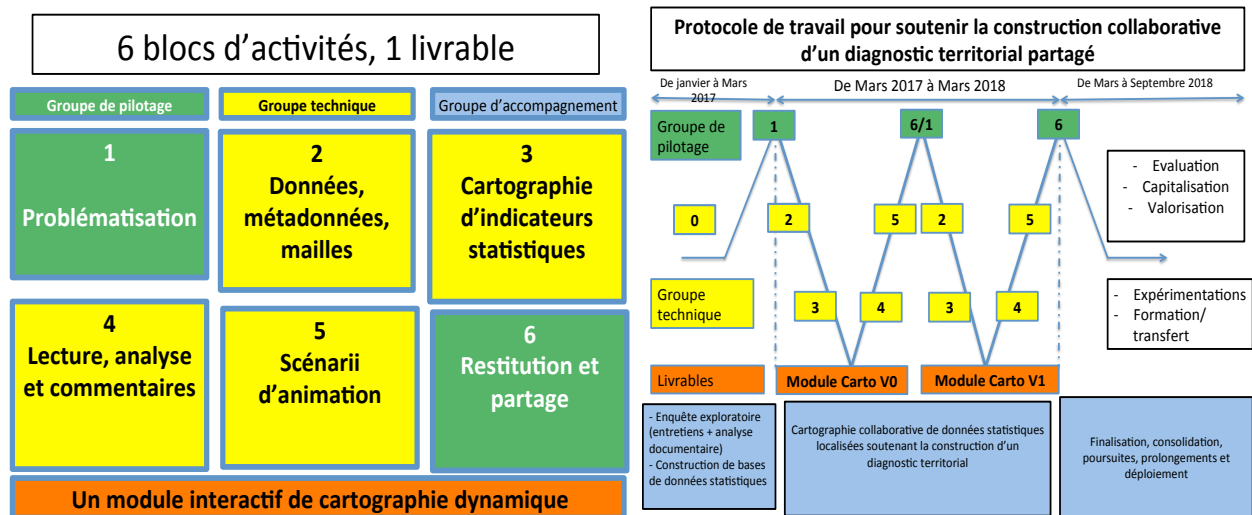 6 blocs d'activités, 1 livrable
Groupe de pilotage
Groupe technique
Groupe d'accompagnement
1
Problématisation
2
Données,
métadonnées,
mailles
3
Cartographie
d'indicateurs
statistiques
4
Lecture, analyse
et commentaires
5
Scénarii
d'animation
6
Restitution et
partage
Un module interactif de cartographie dynamique
Protocole de travail pour soutenir la construction collaborative
d'un diagnostic territorial partagé
De janvier à Mars
2017
De Mars 2017 à Mars 2018
De Mars à Septembre 2018
Groupe de
pilotage
1
6/1
6
- Evaluation
- Capitalisation
- Valorisation
0
2
5
2
5
Groupe
technique
3
4
3
4
- Expérimentations
- Formation/
transfert
Livrables
Module Carto V0
Module Carto V1
- Enquête exploratoire
(entretiens + analyse
documentaire)
- Construction de bases
de données statistiques
Cartographie collaborative de données statistiques
localisées soutenant la construction d'un
diagnostic territorial
Finalisation, consolidation,
poursuites, prolongements et
déploiement